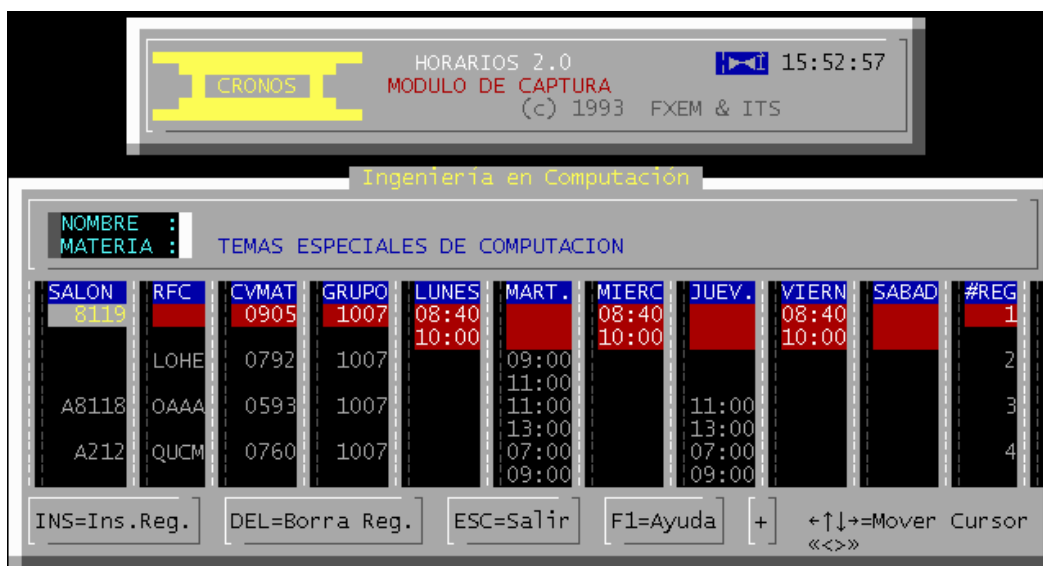 HORARIOS 2.0 15:52:57
CRONOS MODULO DE CAPTURA
(c) 1993 FXEM & ITS
Ingeniería en Computación
NOMBRE :
MATERIA : TEMAS ESPECIALES DE COMPUTACION
SALON RFC CVMAT GRUPO LUNES MART. MIERC JUEV. VIERN SABAD #REG
8119 0905 1007 08:40 08:40 08:40 1
10:00 10:00 10:00
LOHE 0792 1007 09:00 2
11:00
A8118 OAAA 0593 1007 11:00 11:00 3
13:00 13:00
A212 QUCM 0760 1007 07:00 07:00 4
09:00 09:00
INS=Ins.Reg. DEL=Borra Reg. ESC=Salir F1=Ayuda + ←↑↓→=Mover Cursor
«<>»